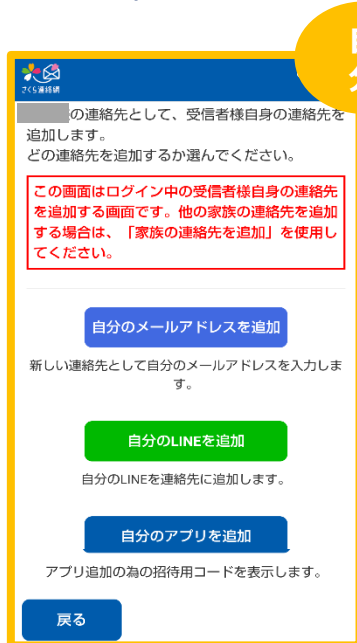 さくら連絡網
の連絡先として、受信者様自身の連絡先を
追加します。
どの連絡先を追加するか選んでください。
この画面はログイン中の受信者様自身の連絡先
を追加する画面です。他の家族の連絡先を追加
する場合は、「家族の連絡先を追加」を使用し
てください。
自分のメールアドレスを追加
新しい連絡先として自分のメールアドレスを入力しま
す。
自分のLINEを追加
自分のLINEを連絡先に追加します。
自分のアプリを追加
アプリ追加の為の招待用コードを表示します。
戻る